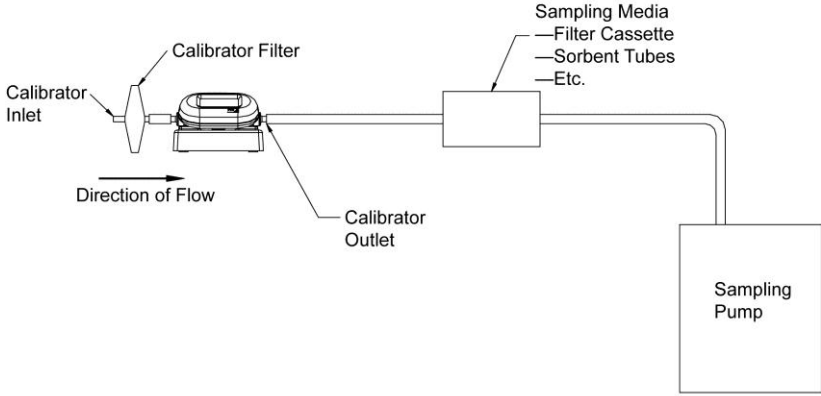 Sampling Media
—Filter Cassette
—Sorbent Tubes
—Etc.
Calibrator Filter
Calibrator
Inlet
Direction of Flow
Calibrator
Outlet
Sampling
Pump